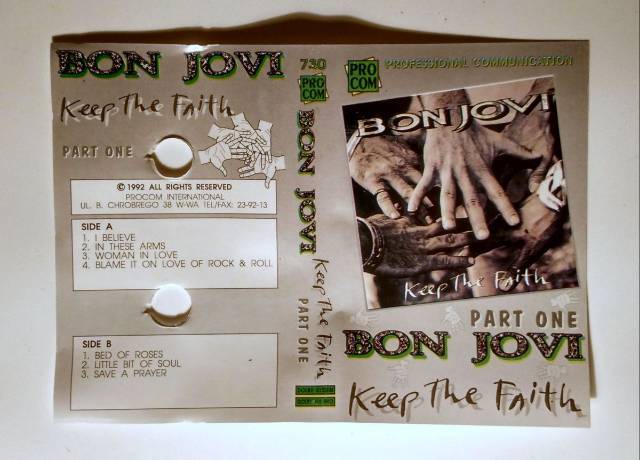 BON JOVI
Keep The Faith
PART ONE
© 1992 ALL RIGHTS RESERVED
PROCOM INTERNATIONAL
UL. B. CHROBREGO 38 W-WA TEL/FAX: 23-92-13
SIDE A
1. I BELIEVE
2. IN THESE ARMS
3. WOMAN IN LOVE
4. BLAME IT ON LOVE OF ROCK & ROLL
SIDE B
1. BED OF ROSES
2. LITTLE BIT OF SOUL
3. SAVE A PRAYER
730
PRO
COM
BON JOVI
Keep The Faith
PART ONE
DOLBY SYSTEM
PRO
COM
PROFESSIONAL COMMUNICATION
BON JOVI
Keep The Faith
PART ONE
BON JOVI
Keep The Faith